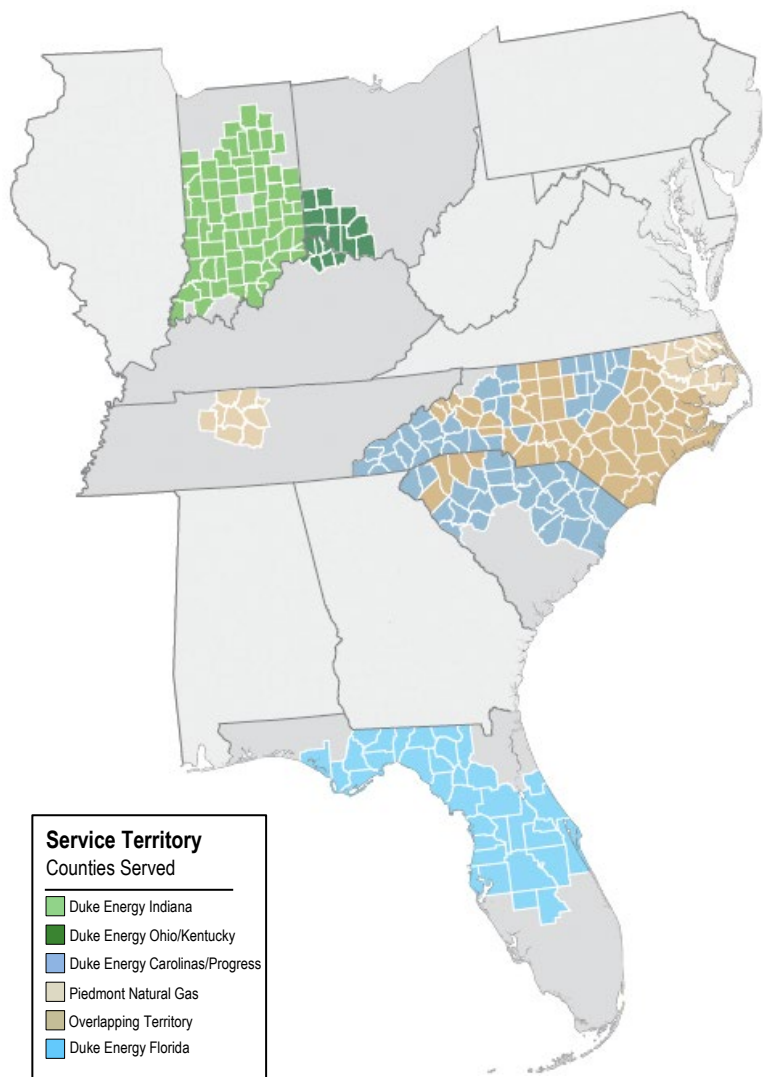 Service Territory
Counties Served
Duke Energy Indiana
Duke Energy Ohio/Kentucky
Duke Energy Carolinas/Progress
Piedmont Natural Gas
Overlapping Territory
Duke Energy Florida